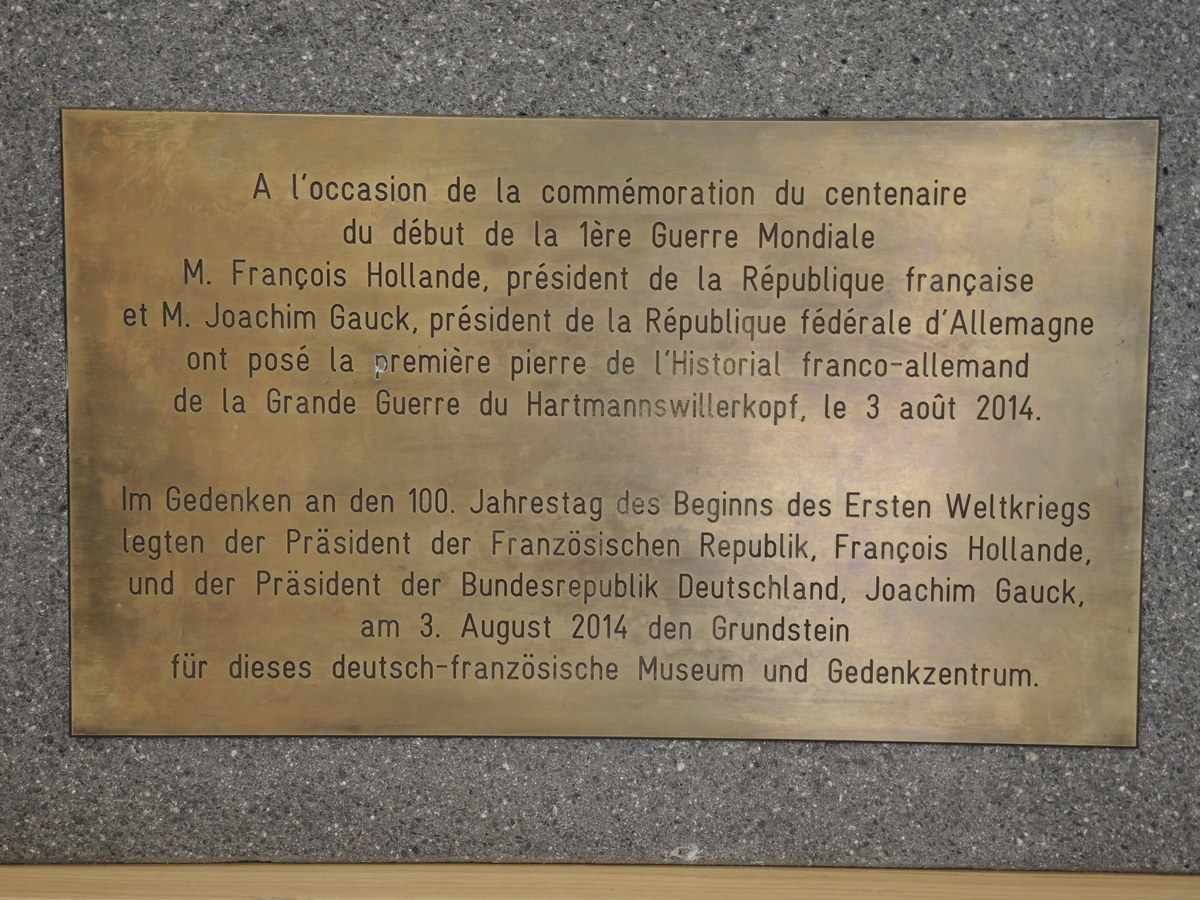 A l'occasion de la commémoration du centenaire
du début de la 1ère Guerre Mondiale
M. François Hollande, président de la République française
et M. Joachim Gauck, président de la République fédérale d'Allemagne
ont posé la première pierre de l'Historial franco-allemand
de la Grande Guerre du Hartmannswillerkopf, le 3 août 2014.
Im Gedenken an den 100. Jahrestag des Beginns des Ersten Weltkriegs
legten der Präsident der Französischen Republik, François Hollande,
und der Präsident der Bundesrepublik Deutschland, Joachim Gauck,
am 3. August 2014 den Grundstein
für dieses deutsch-französische Museum und Gedenkzentrum.